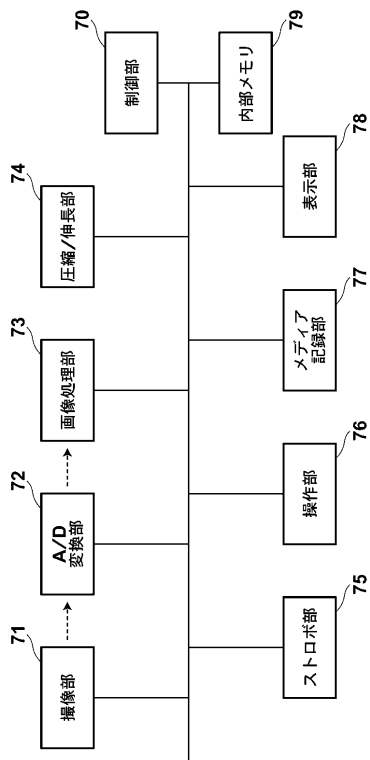 70
制御部
79
内部メモリ
74
圧縮/伸長部
78
表示部
73
画像処理部
77
メディア
記録部
72
A/D
変換部
76
操作部
71
撮像部
75
ストロボ部